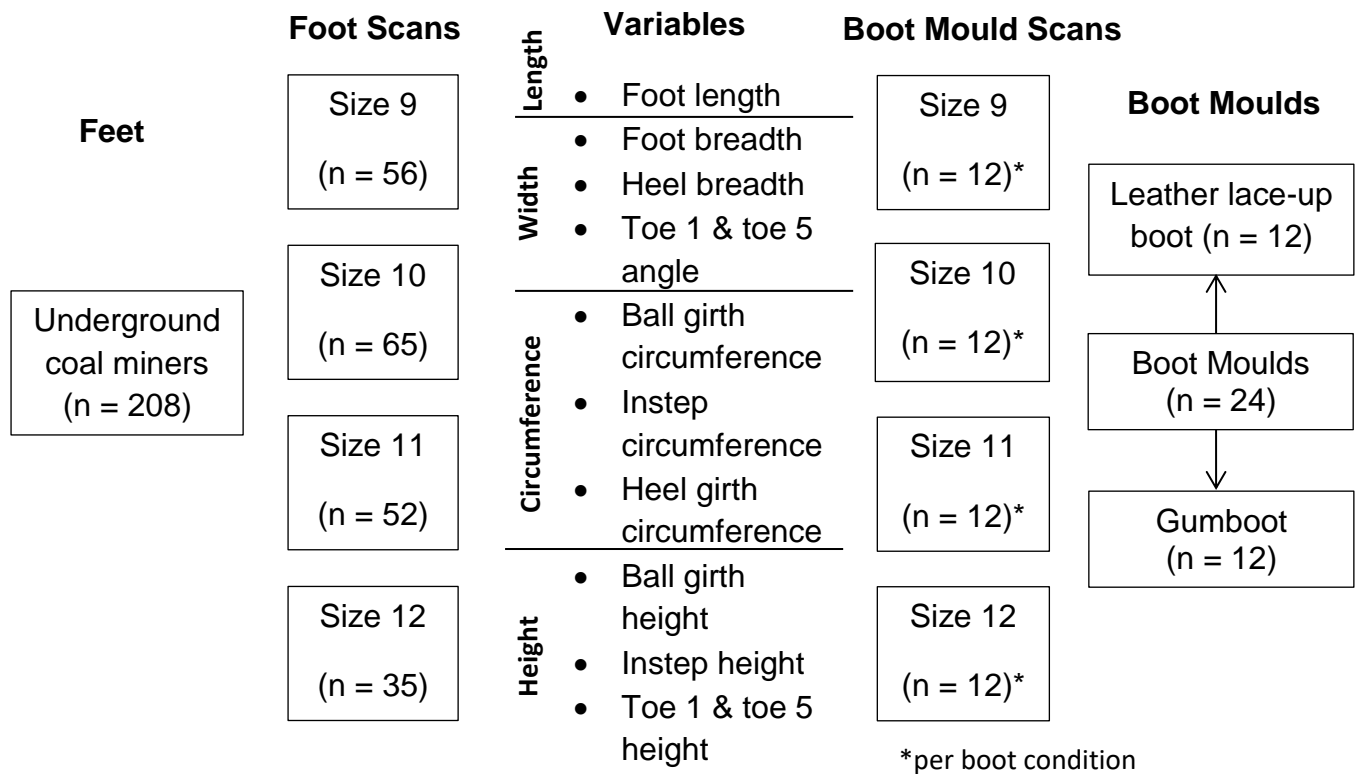 Feet
Underground
coal miners
(n = 208)
Foot Scans
Size 9
(n = 56)
Size 10
(n = 65)
Size 11
(n = 52)
Size 12
(n = 35)
Variables
Length
• Foot length
Width
• Foot breadth
• Heel breadth
• Toe 1 & toe 5
angle
Circumference
• Ball girth
circumference
• Instep
circumference
• Heel girth
circumference
Height
• Ball girth
height
• Instep height
• Toe 1 & toe 5
height
Boot Mould Scans
Size 9
(n = 12)*
Size 10
(n = 12)*
Size 11
(n = 12)*
Size 12
(n = 12)*
*per boot condition
Boot Moulds
Leather lace-up
boot (n = 12)
Boot Moulds
(n = 24)
Gumboot
(n = 12)